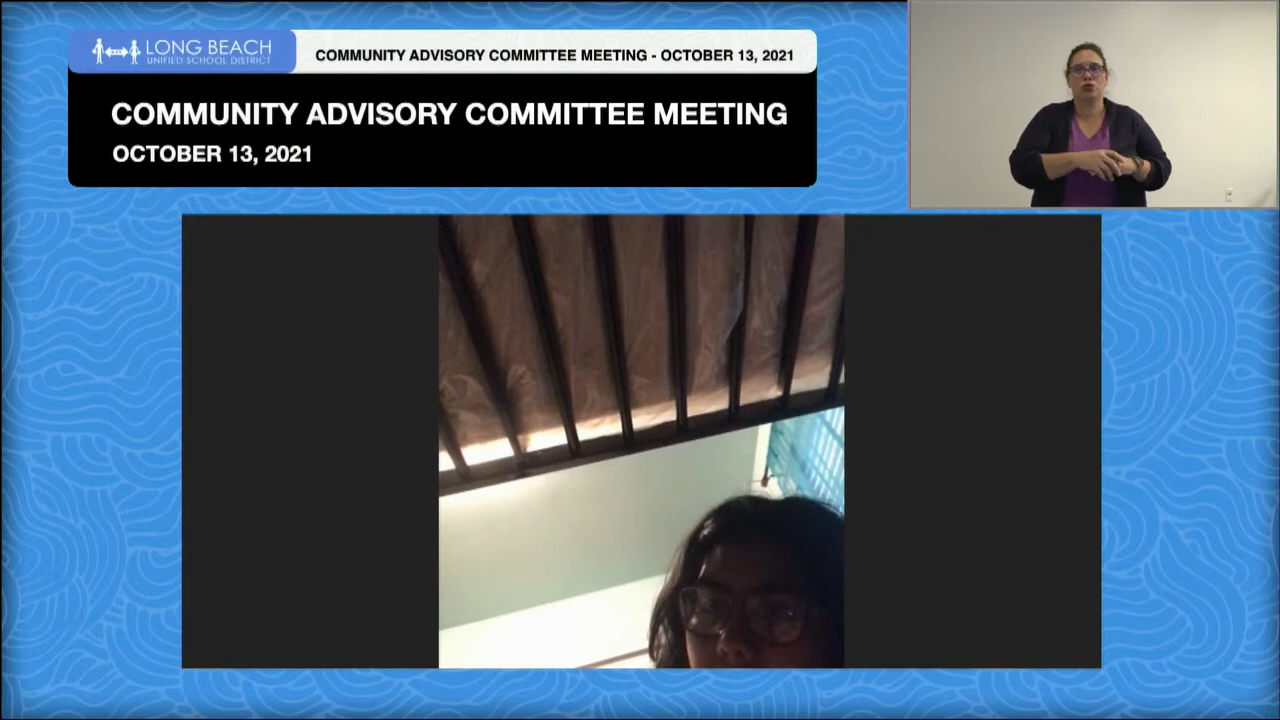 LONG BEACH
UNIFIED SCHOOL DISTRICT
COMMUNITY ADVISORY COMMITTEE MEETING - OCTOBER 13, 2021
COMMUNITY ADVISORY COMMITTEE MEETING
OCTOBER 13, 2021